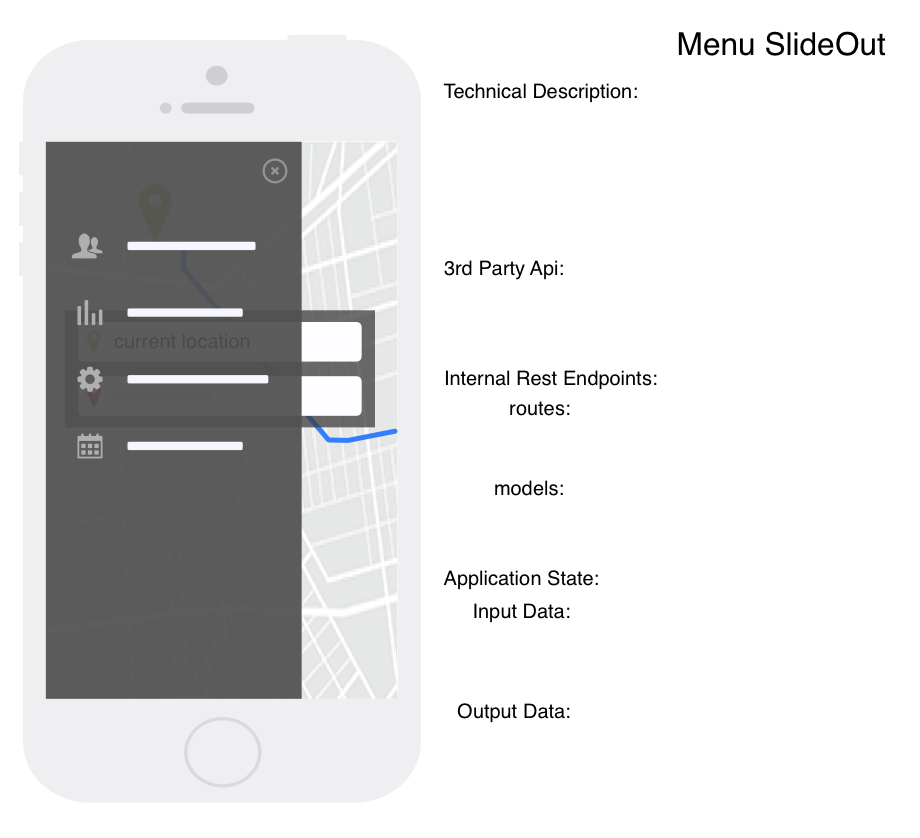 Menu SlideOut
Technical Description:
3rd Party Api:
current location
Internal Rest Endpoints:
routes:
models:
Application State:
Input Data:
Output Data: